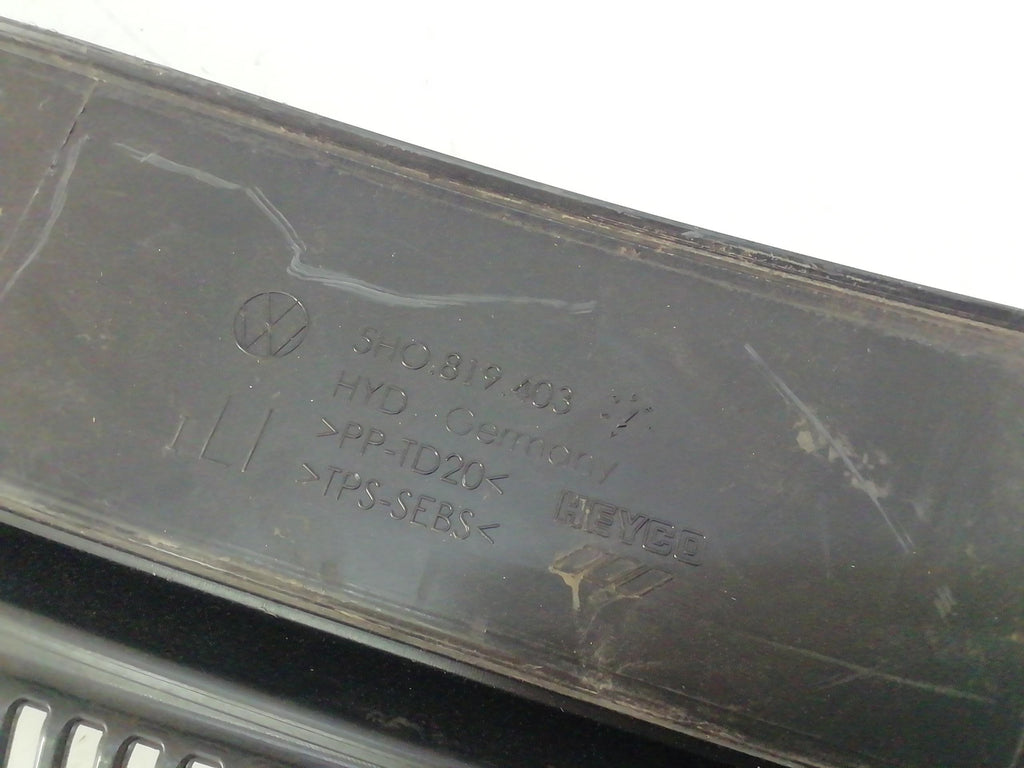 5H0.819.403
HYD. Germany
>PP-TD20<
>TPS-SEBS<
HEYCO